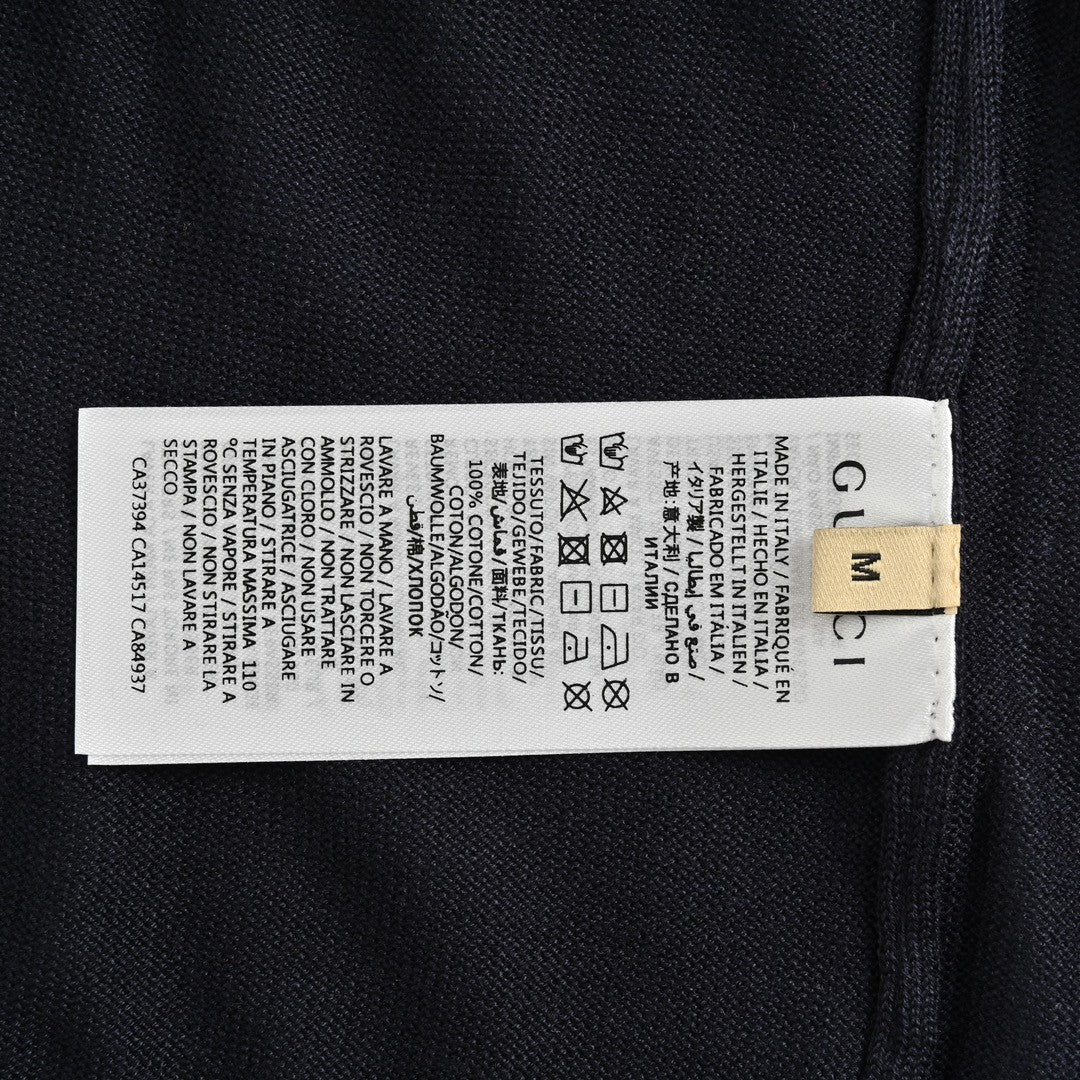 GUCCI
M
MADE IN ITALY / FABRIQUÉ EN
ITALIE / HECHO EN ITALIA /
HERGESTELLT IN ITALIEN /
FABRICADO EM ITALIA /
イタリア製 / صنع في إيطاليا /
产地:意大利 / СДЕЛАНО В
ИТАЛИИ
TESSUTO/FABRIC/TISSU/
TEJIDO/GEWEBE/TECIDO/
表地/قماش/面料/ТКАНЬ:
100% COTONE/COTTON/
COTON/ALGODON/
BAUMWOLLE/ALGODÃO/コットソ/
قطن/棉/ХЛОПОК
LAVARE A MANO / LAVARE A
ROVESCIO / NON TORCERE O
STRIZZARE / NON LASCIARE IN
AMMOLLO / NON TRATTARE
CON CLORO / NON USARE
ASCIUGATRICE / ASCIUGARE
IN PIANO / STIRARE A
TEMPERATURA MASSIMA 110
°C SENZA VAPORE / STIRARE A
ROVESCIO / NON STIRARE LA
STAMPA / NON LAVARE A
SECCO
CA37394 CA14517 CA84937